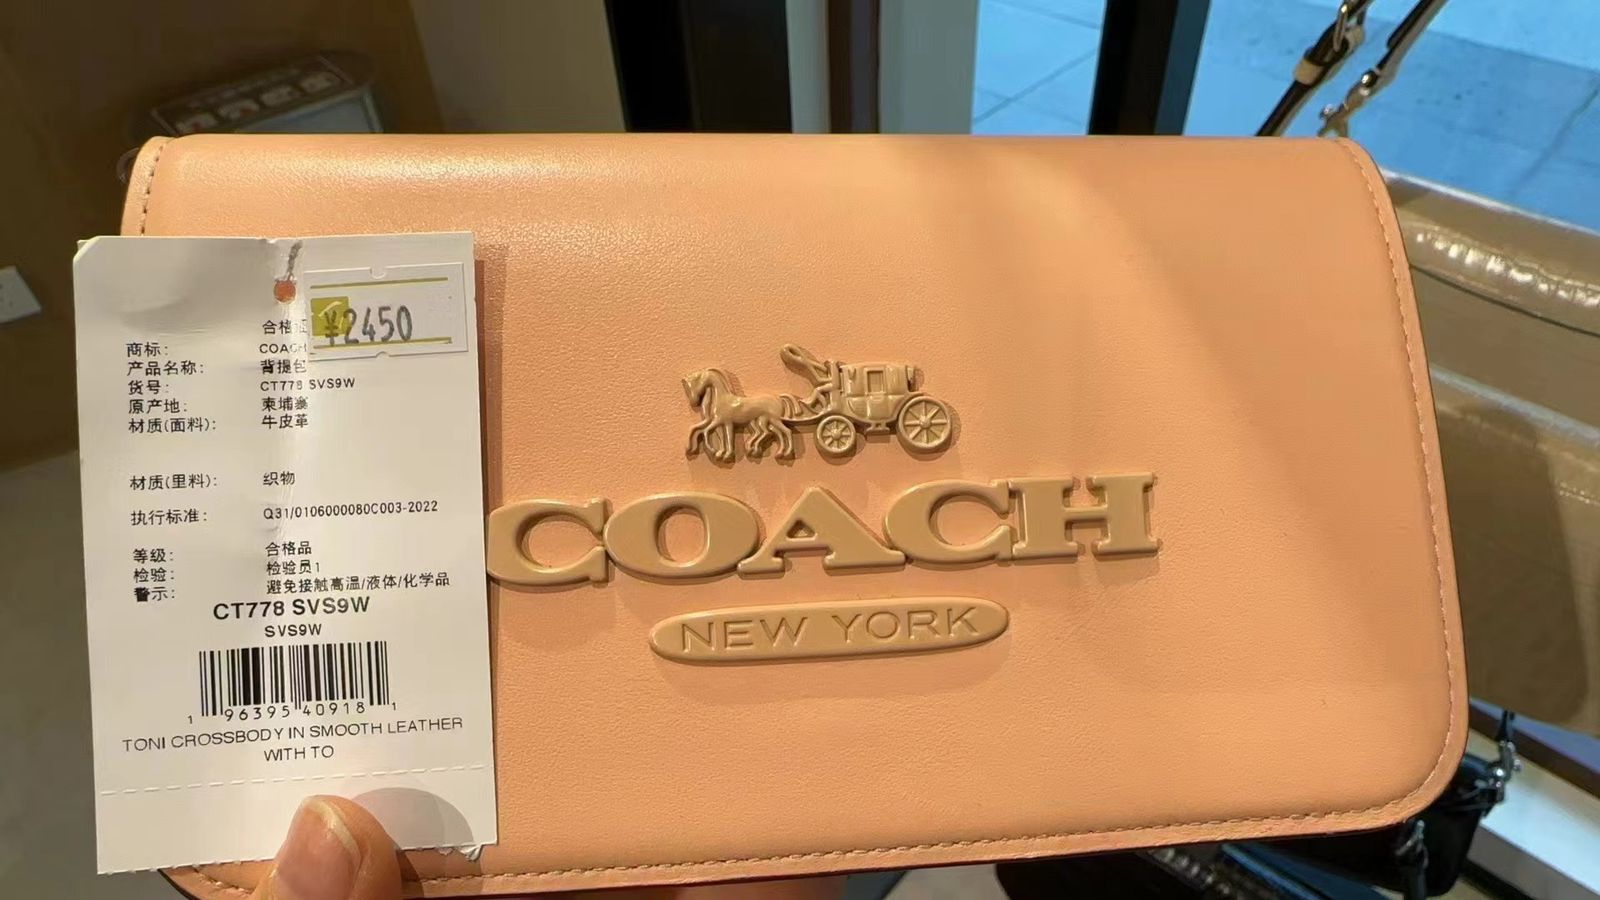 ¥2450
合格证
商标: COACH
产品名称: 背提包
货号: CT778 SVS9W
原产地: 柬埔寨
材质(面料): 牛皮革
材质(里料): 织物
执行标准: Q31/0106000080C003-2022
等级: 合格品
检验: 检验员1
警示: 避免接触高温/液体/化学品
CT778 SVS9W
SVS9W
1 96395 40918 1
TONI CROSSBODY IN SMOOTH LEATHER
WITH TO
COACH
NEW YORK